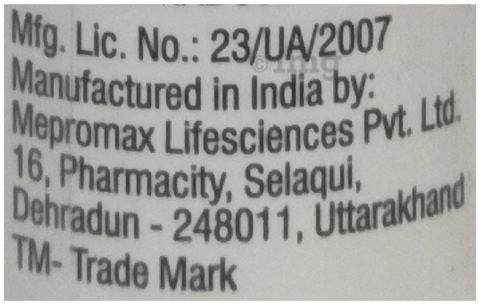 Mfg. Lic. No.: 23/UA/2007
Manufactured in India by:
Mepromax Lifesciences Pvt. Ltd.
16, Pharmacity, Selaqui,
Dehradun - 248011, Uttarakhand
TM- Trade Mark